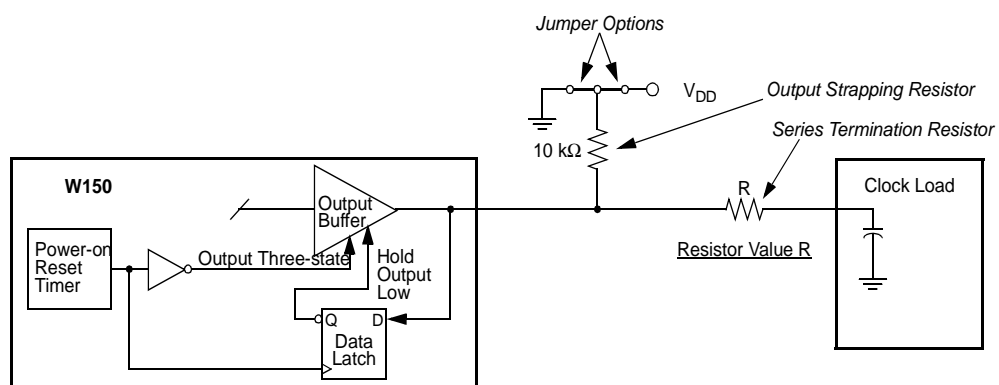 Jumper Options
VDD
Output Strapping Resistor
10 kΩ
Series Termination Resistor
W150
Output
Buffer
R
Clock Load
Power-on
Reset
Timer
Output Three-state
Hold
Output
Low
Resistor Value R
Q
D
Data
Latch